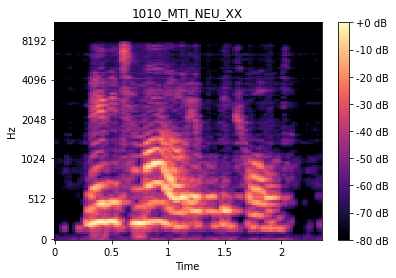 1010_MTI_NEU_XX
8192
4096
2048
1024
512
0
Hz
0 0.5 1 1.5 2
Time
+0 dB
-10 dB
-20 dB
-30 dB
-40 dB
-50 dB
-60 dB
-70 dB
-80 dB